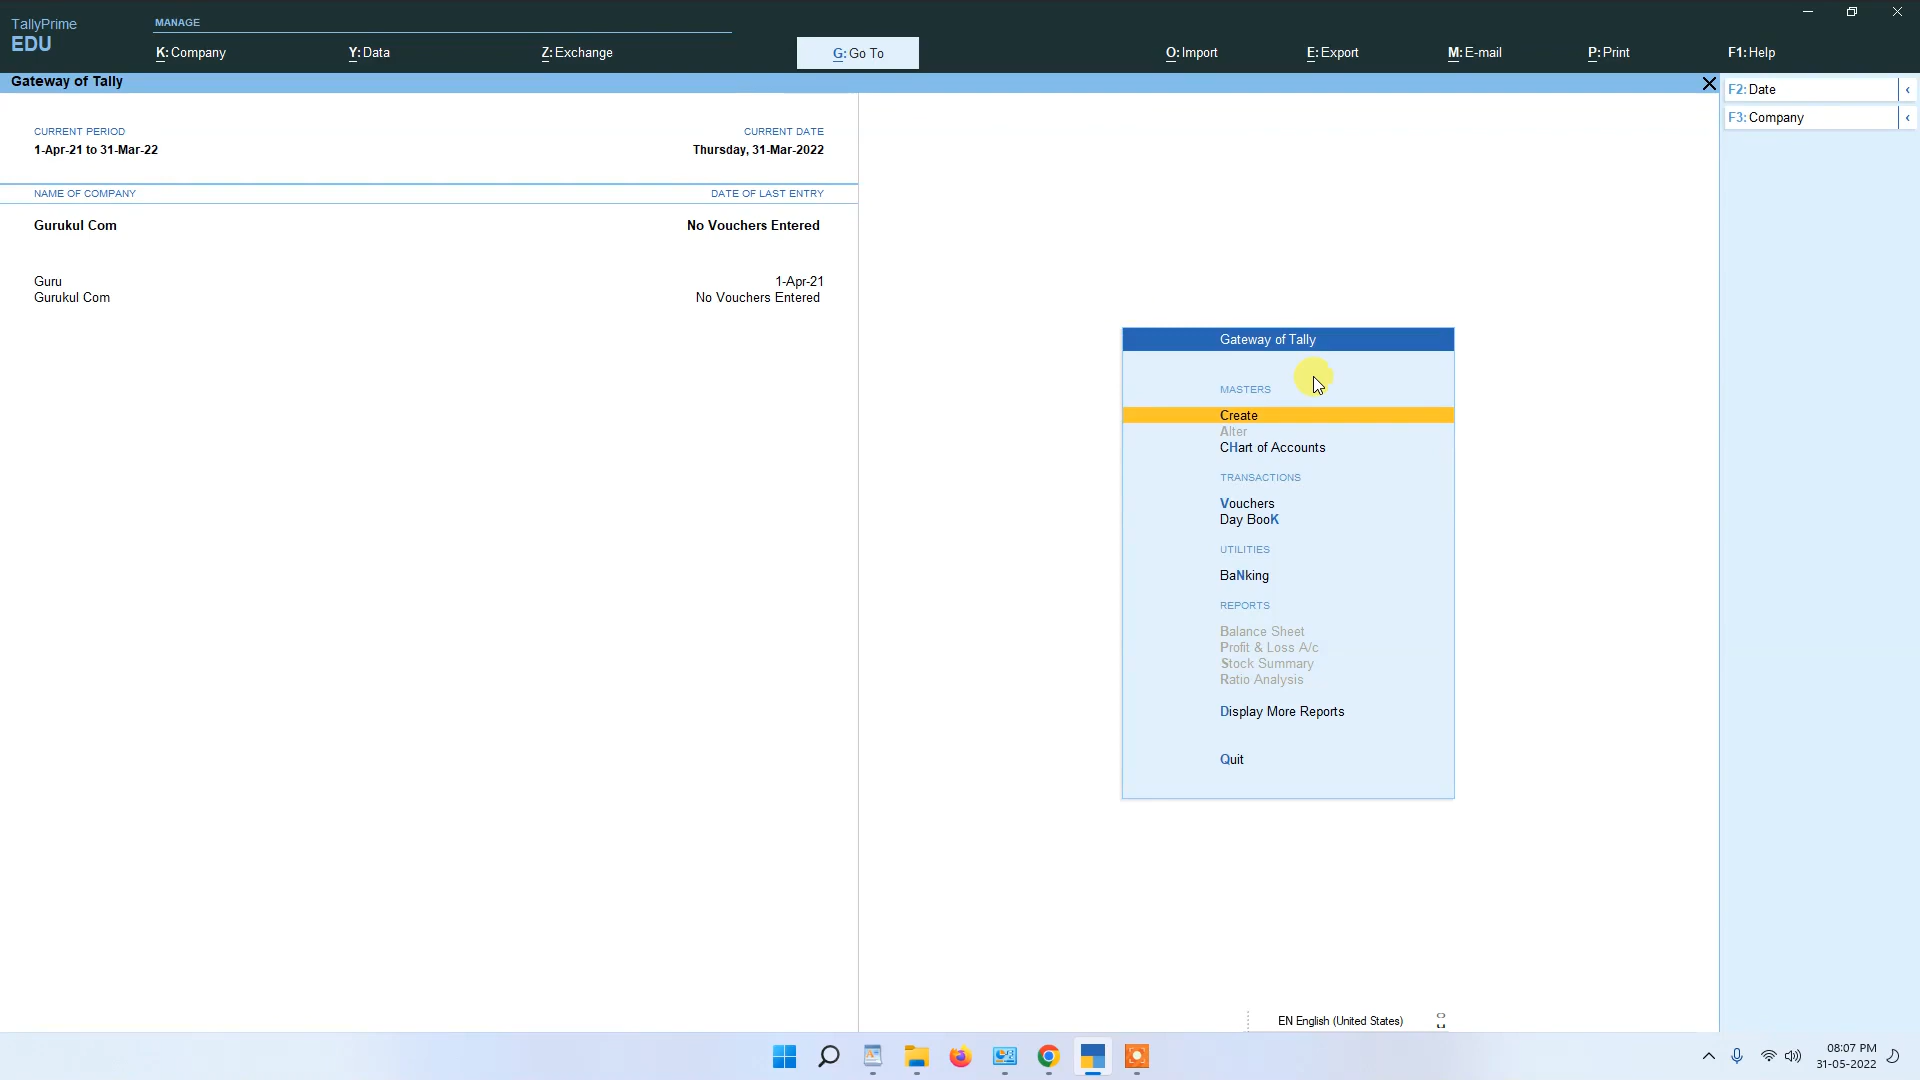 TallyPrime
EDU
MANAGE
K: Company
Y: Data
Z: Exchange
G: Go To
O: Import
E: Export
M: E-mail
P: Print
F1: Help
Gateway of Tally
F2: Date
F3: Company
CURRENT PERIOD
CURRENT DATE
1-Apr-21 to 31-Mar-22
Thursday, 31-Mar-2022
NAME OF COMPANY
DATE OF LAST ENTRY
Gurukul Com
No Vouchers Entered
Guru
1-Apr-21
Gurukul Com
No Vouchers Entered
Gateway of Tally
MASTERS
Create
Alter
CHart of Accounts
TRANSACTIONS
Vouchers
Day BooK
UTILITIES
BaNking
REPORTS
Balance Sheet
Profit & Loss A/c
Stock Summary
Ratio Analysis
Display More Reports
Quit
EN English (United States)
08:07 PM
31-05-2022